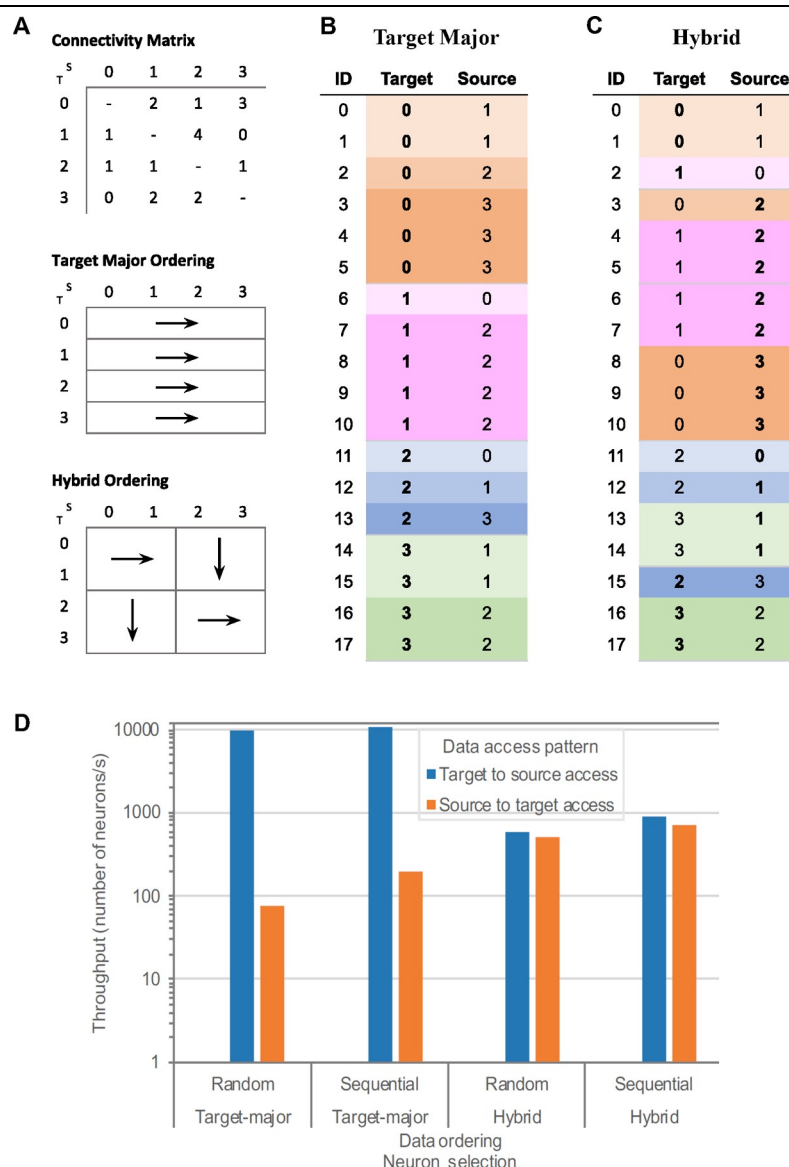 A
Connectivity Matrix
S
T 0 1 2 3
0 - 2 1 3
1 1 - 4 0
2 1 1 - 1
3 0 2 2 -
Target Major Ordering
S
T 0 1 2 3
0
1
2
3
Hybrid Ordering
S
T 0 1 2 3
0
1
2
3
B Target Major
ID Target Source
0 0 1
1 0 1
2 0 2
3 0 3
4 0 3
5 0 3
6 1 0
7 1 2
8 1 2
9 1 2
10 1 2
11 2 0
12 2 1
13 2 3
14 3 1
15 3 1
16 3 2
17 3 2
C Hybrid
ID Target Source
0 0 1
1 0 1
2 1 0
3 0 2
4 1 2
5 1 2
6 1 2
7 1 2
8 0 3
9 0 3
10 0 3
11 2 0
12 2 1
13 3 1
14 3 1
15 2 3
16 3 2
17 3 2
D
Throughput (number of neurons/s)
10000
1000
100
10
1
Data access pattern
Target to source access
Source to target access
Random Sequential Random Sequential
Target-major Target-major Hybrid Hybrid
Data ordering
Neuron selection